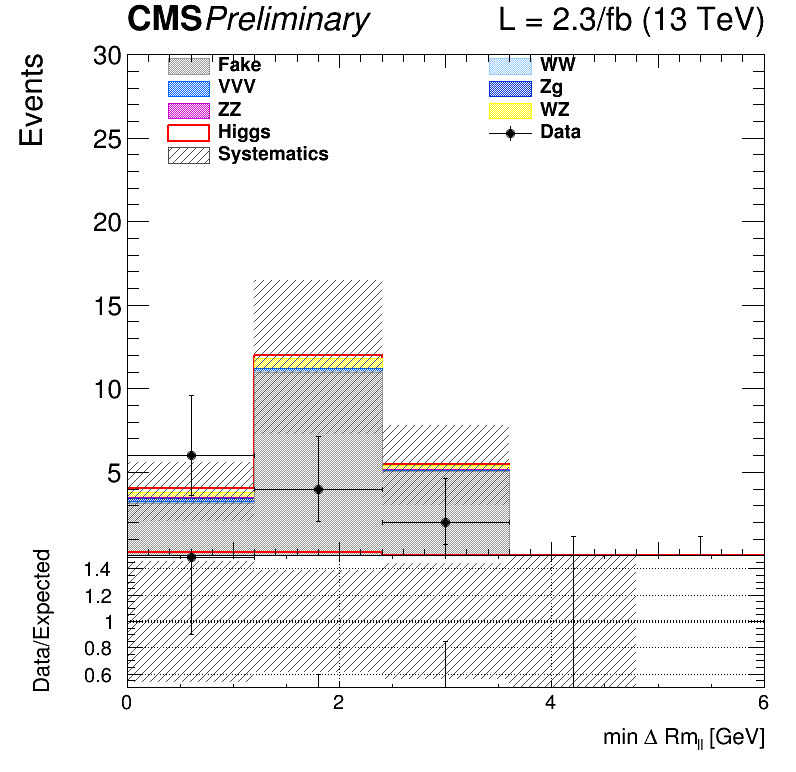 CMS Preliminary L = 2.3/fb (13 TeV)
Events
30
25
20
15
10
5
Fake
VVV
ZZ
Higgs
Systematics
WW
Zg
WZ
Data
Data/Expected
1.4
1.2
1
0.8
0.6
0 2 4 6
min Δ Rm_ll [GeV]